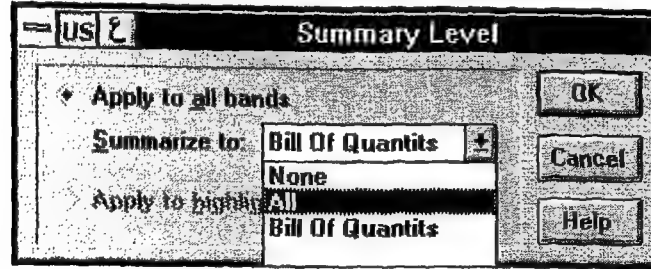 US ع Summary Level
Apply to all bands
OK
Summarize to: Bill Of Quantits
Cancel
None
Apply to highlig All
Help
Bill Of Quantits